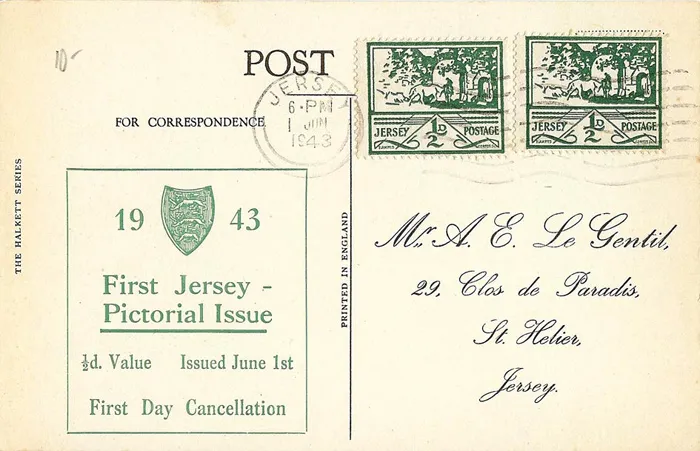 10-
POST
JERSEY
6-PM
1 JUN
1943
FOR CORRESPONDENCE
JERSEY ½D POSTAGE
JERSEY ½D POSTAGE
THE HALKETT SERIES
PRINTED IN ENGLAND
19 43
First Jersey -
Pictorial Issue
½d. Value Issued June 1st
First Day Cancellation
Mr. A. E. Le Gentil,
29, Clos de Paradis,
St. Helier,
Jersey.